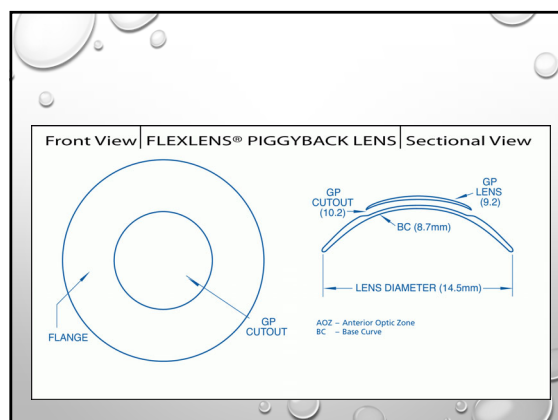 Front View | FLEXLENS® PIGGYBACK LENS | Sectional View
GP
CUTOUT
(10.2)
GP
LENS
(9.2)
BC (8.7mm)
LENS DIAMETER (14.5mm)
FLANGE
GP
CUTOUT
AOZ – Anterior Optic Zone
BC – Base Curve